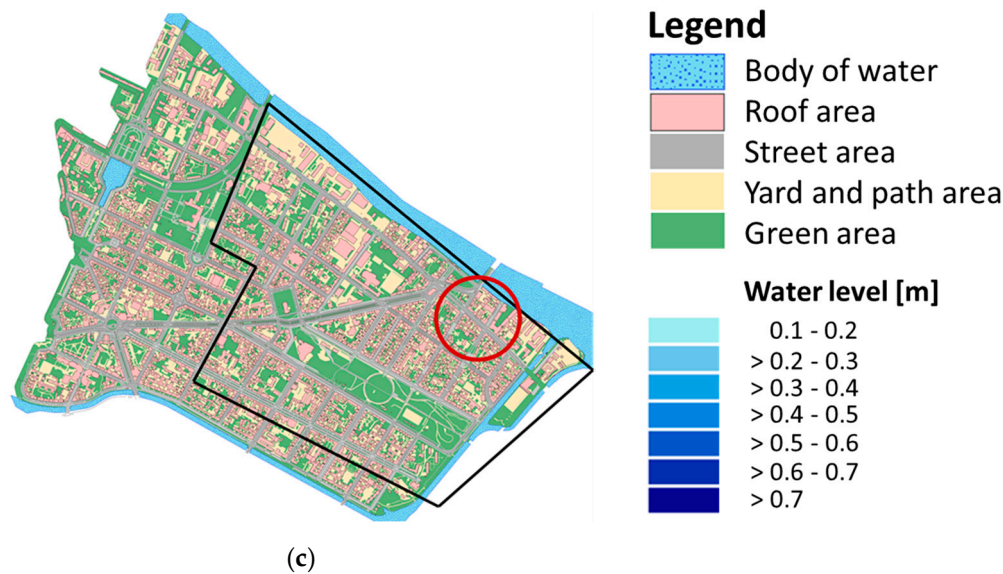 Legend
Body of water
Roof area
Street area
Yard and path area
Green area
Water level [m]
0.1 - 0.2
> 0.2 - 0.3
> 0.3 - 0.4
> 0.4 - 0.5
> 0.5 - 0.6
> 0.6 - 0.7
> 0.7
(c)